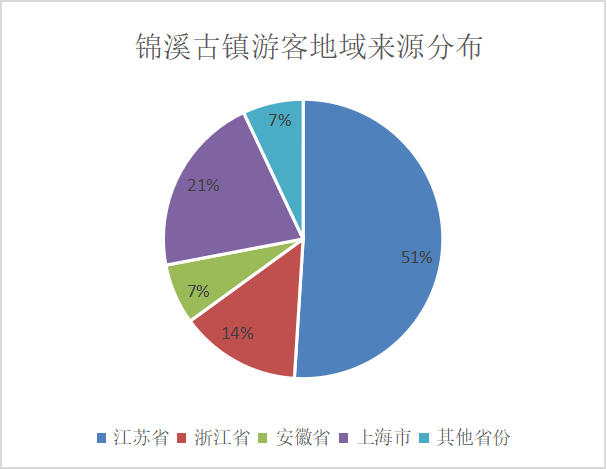 锦溪古镇游客地域来源分布
7%
21%
51%
7%
14%
江苏省 浙江省 安徽省 上海市 其他省份